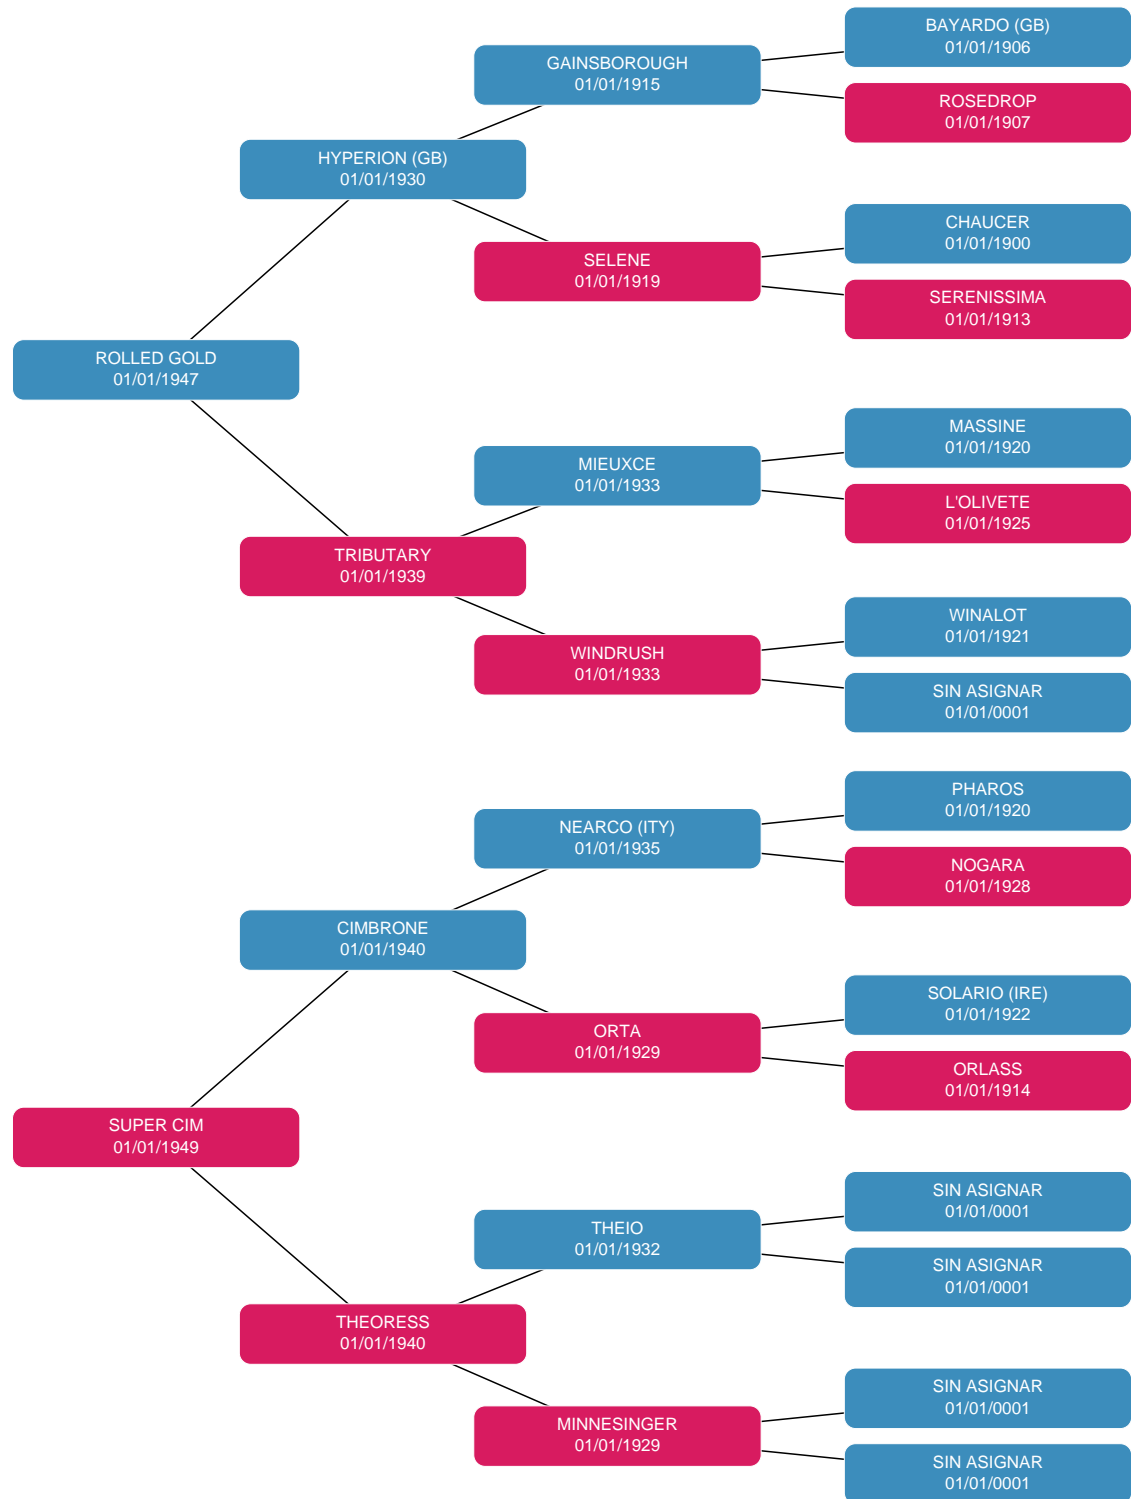 BAYARDO (GB)
01/01/1906
GAINSBOROUGH
01/01/1915
ROSEDROP
01/01/1907
HYPERION (GB)
01/01/1930
CHAUCER
01/01/1900
SELENE
01/01/1919
SERENISSIMA
01/01/1913
ROLLED GOLD
01/01/1947
MASSINE
01/01/1920
MIEUXCE
01/01/1933
L'OLIVETE
01/01/1925
TRIBUTARY
01/01/1939
WINALOT
01/01/1921
WINDRUSH
01/01/1933
SIN ASIGNAR
01/01/0001
PHAROS
01/01/1920
NEARCO (ITY)
01/01/1935
NOGARA
01/01/1928
CIMBRONE
01/01/1940
SOLARIO (IRE)
01/01/1922
ORTA
01/01/1929
ORLASS
01/01/1914
SUPER CIM
01/01/1949
SIN ASIGNAR
01/01/0001
THEIO
01/01/1932
SIN ASIGNAR
01/01/0001
THEORESS
01/01/1940
SIN ASIGNAR
01/01/0001
MINNESINGER
01/01/1929
SIN ASIGNAR
01/01/0001